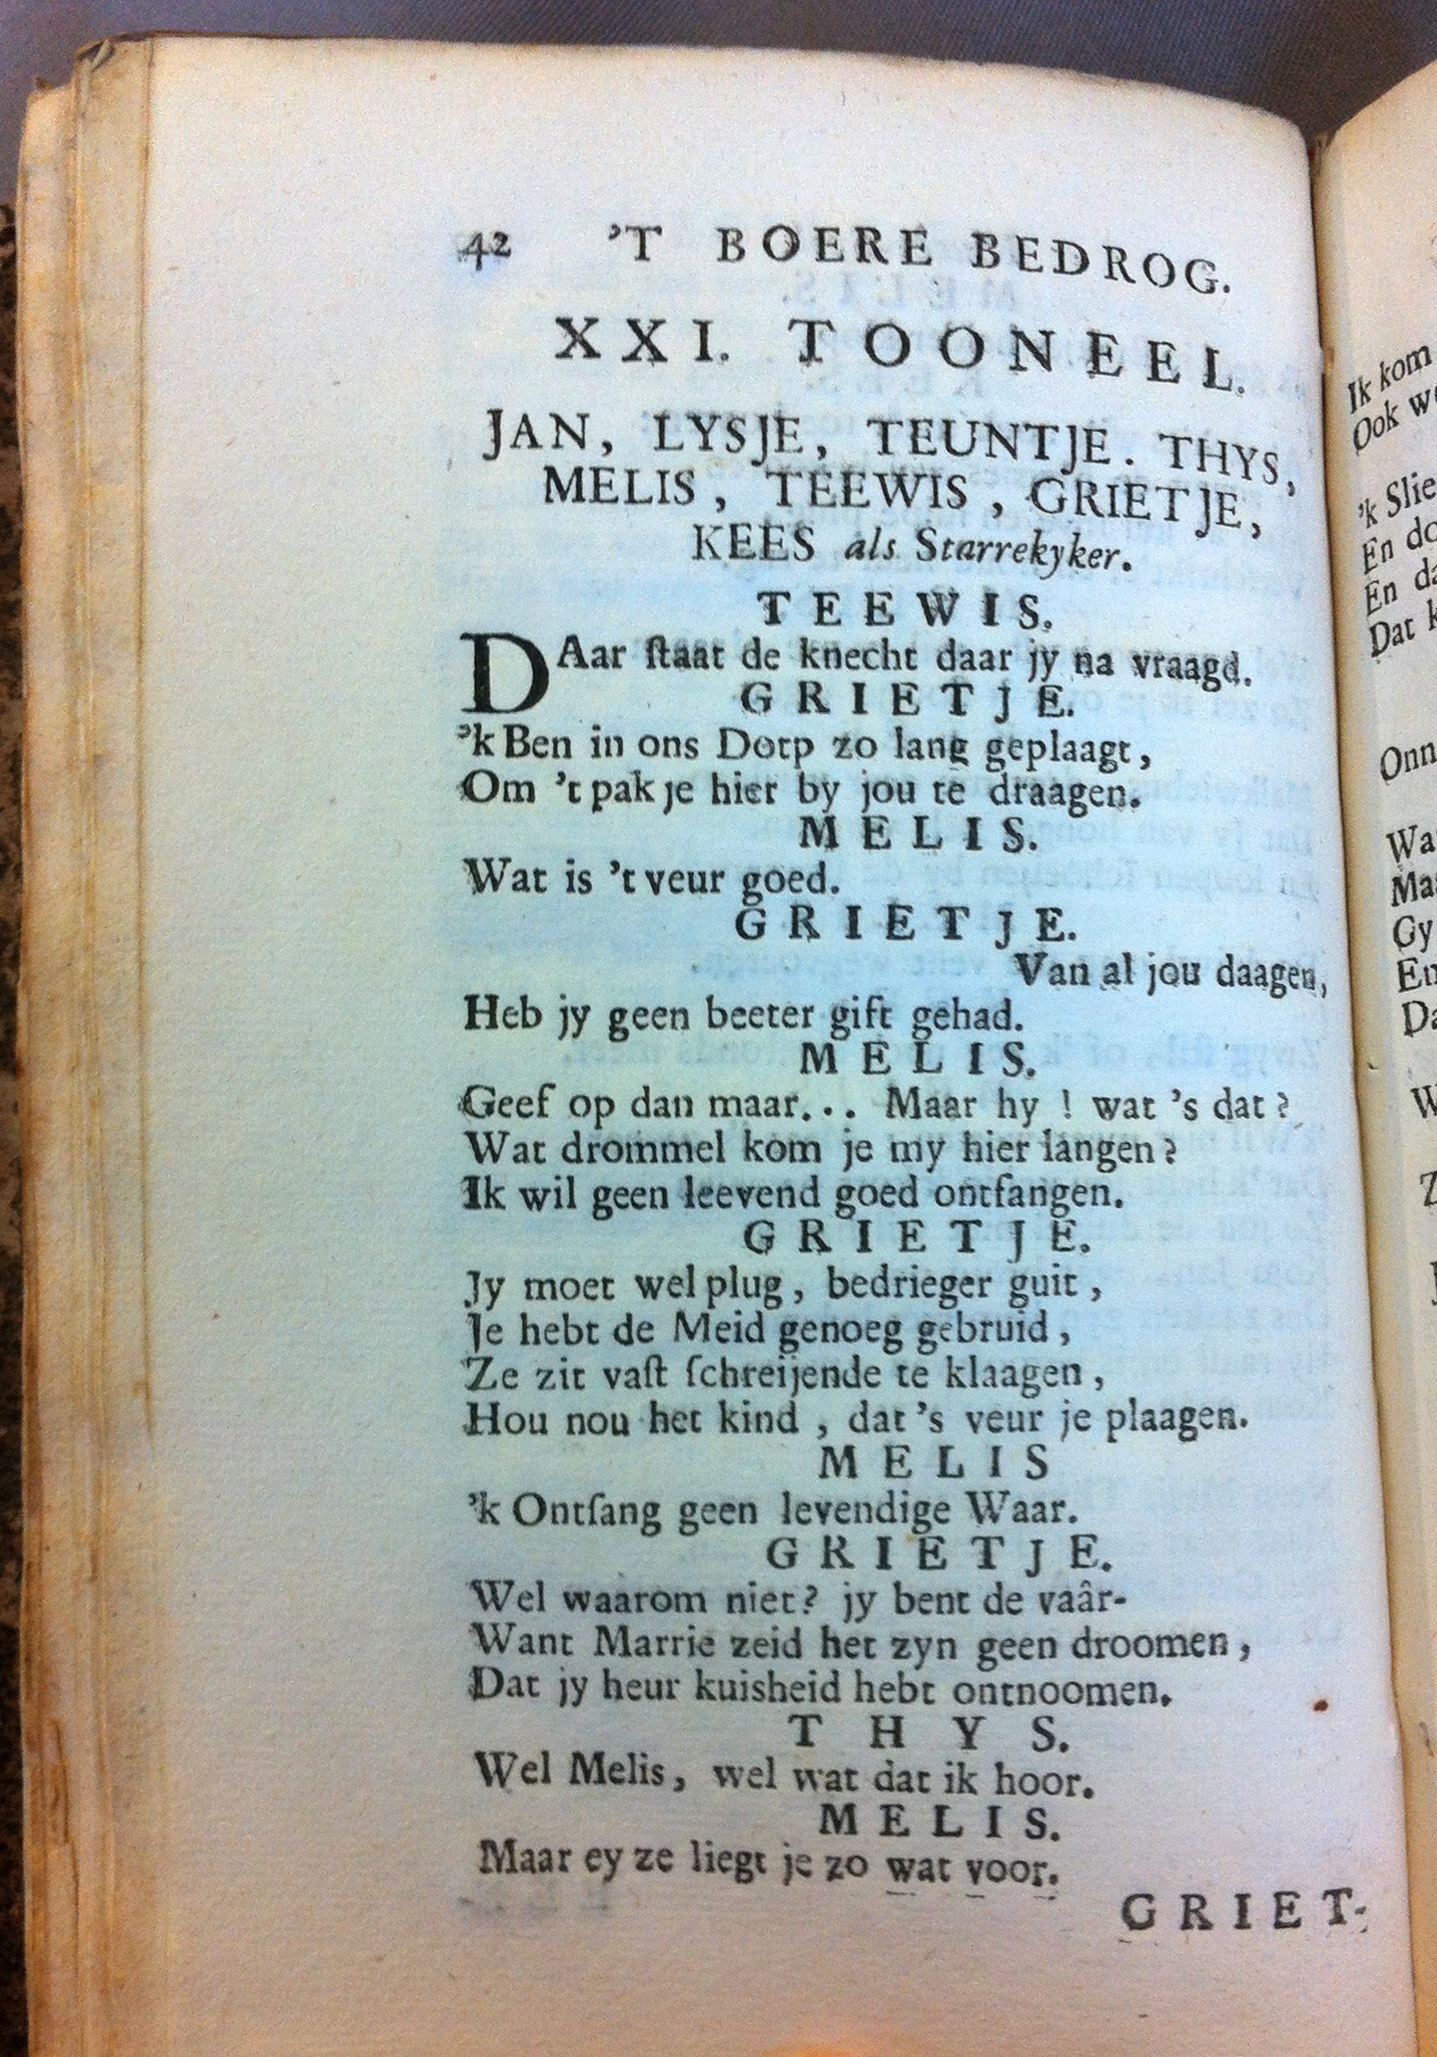 42 'T BOERE BEDROG.
XXI. TOONEEL.
JAN, LYSJE, TEUNTJE. THYS,
MELIS, TEEWIS, GRIETJE,
KEES als Starrekyker.
TEEWIS.
DAar ſtaat de knecht daar jy na vraagd.
GRIETJE.
'k Ben in ons Dorp zo lang geplaagt,
Om 't pakje hier by jou te draagen.
MELIS.
Wat is 't veur goed.
GRIETJE.
Van al jou daagen,
Heb jy geen beeter gift gehad.
MELIS.
Geef op dan maar... Maar hy! wat 's dat?
Wat drommel kom je my hier langen?
Ik wil geen leevend goed ontfangen.
GRIETJE.
Jy moet wel plug, bedrieger guit,
Je hebt de Meid genoeg gebruid,
Ze zit vaſt ſchreijende te klaagen,
Hou nou het kind, dat 's veur je plaagen.
MELIS
'k Ontſang geen levendige Waar.
GRIETJE.
Wel waarom niet? jy bent de vaâr-
Want Marrie zeid het zyn geen droomen,
Dat jy heur kuisheid hebt ontnoomen.
THYS.
Wel Melis, wel wat dat ik hoor.
MELIS.
Maar ey ze liegt je zo wat voor.
GRIET-
Ik kom
Ook
'k
En
En
Dat
Gy